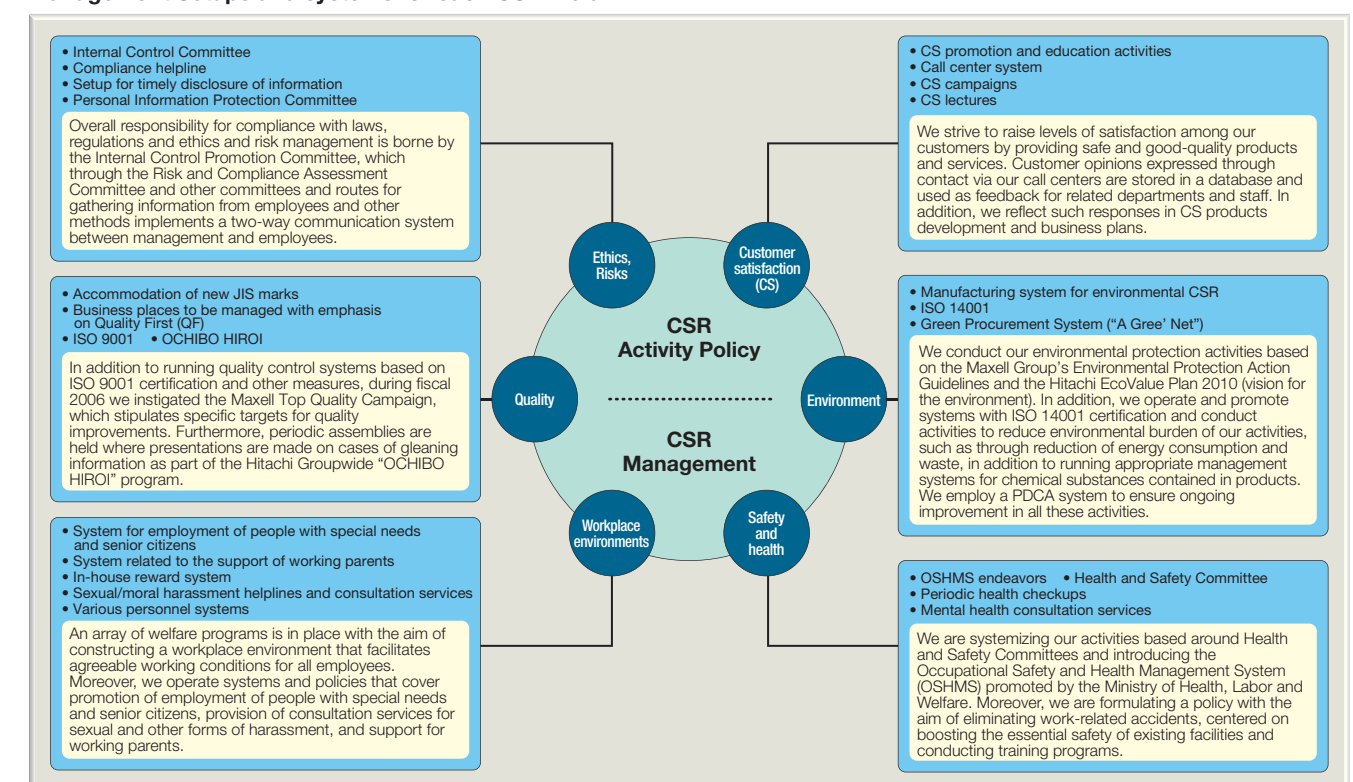 • Internal Control Committee
• Compliance helpline
• Setup for timely disclosure of information
• Personal Information Protection Committee
Overall responsibility for compliance with laws,
regulations and ethics and risk management is borne by
the Internal Control Promotion Committee, which
through the Risk and Compliance Assessment
Committee and other committees and routes for
gathering information from employees and other
methods implements a two-way communication system
between management and employees.
• Accommodation of new JIS marks
• Business places to be managed with emphasis
on Quality First (QF)
• ISO 9001 • OCHIBO HIROI
In addition to running quality control systems based on
ISO 9001 certification and other measures, during fiscal
2006 we instigated the Maxell Top Quality Campaign,
which stipulates specific targets for quality
improvements. Furthermore, periodic assemblies are
held where presentations are made on cases of gleaning
information as part of the Hitachi Groupwide “OCHIBO
HIROI” program.
• System for employment of people with special needs
and senior citizens
• System related to the support of working parents
• In-house reward system
• Sexual/moral harassment helplines and consultation services
• Various personnel systems
An array of welfare programs is in place with the aim of
constructing a workplace environment that facilitates
agreeable working conditions for all employees.
Moreover, we operate systems and policies that cover
promotion of employment of people with special needs
and senior citizens, provision of consultation services for
sexual and other forms of harassment, and support for
working parents.
Ethics,
Risks
Customer
satisfaction
(CS)
CSR
Activity Policy
Quality
Environment
CSR
Management
Workplace
environments
Safety
and
health
• CS promotion and education activities
• Call center system
• CS campaigns
• CS lectures
We strive to raise levels of satisfaction among our
customers by providing safe and good-quality products
and services. Customer opinions expressed through
contact via our call centers are stored in a database and
used as feedback for related departments and staff. In
addition, we reflect such responses in CS products
development and business plans.
• Manufacturing system for environmental CSR
• ISO 14001
• Green Procurement System (“A Gree’ Net”)
We conduct our environmental protection activities based
on the Maxell Group’s Environmental Protection Action
Guidelines and the Hitachi EcoValue Plan 2010 (vision for
the environment). In addition, we operate and promote
systems with ISO 14001 certification and conduct
activities to reduce environmental burden of our activities,
such as through reduction of energy consumption and
waste, in addition to running appropriate management
systems for chemical substances contained in products.
We employ a PDCA system to ensure ongoing
improvement in all these activities.
• OSHMS endeavors • Health and Safety Committee
• Periodic health checkups
• Mental health consultation services
We are systemizing our activities based around Health
and Safety Committees and introducing the
Occupational Safety and Health Management System
(OSHMS) promoted by the Ministry of Health, Labor and
Welfare. Moreover, we are formulating a policy with the
aim of eliminating work-related accidents, centered on
boosting the essential safety of existing facilities and
conducting training programs.